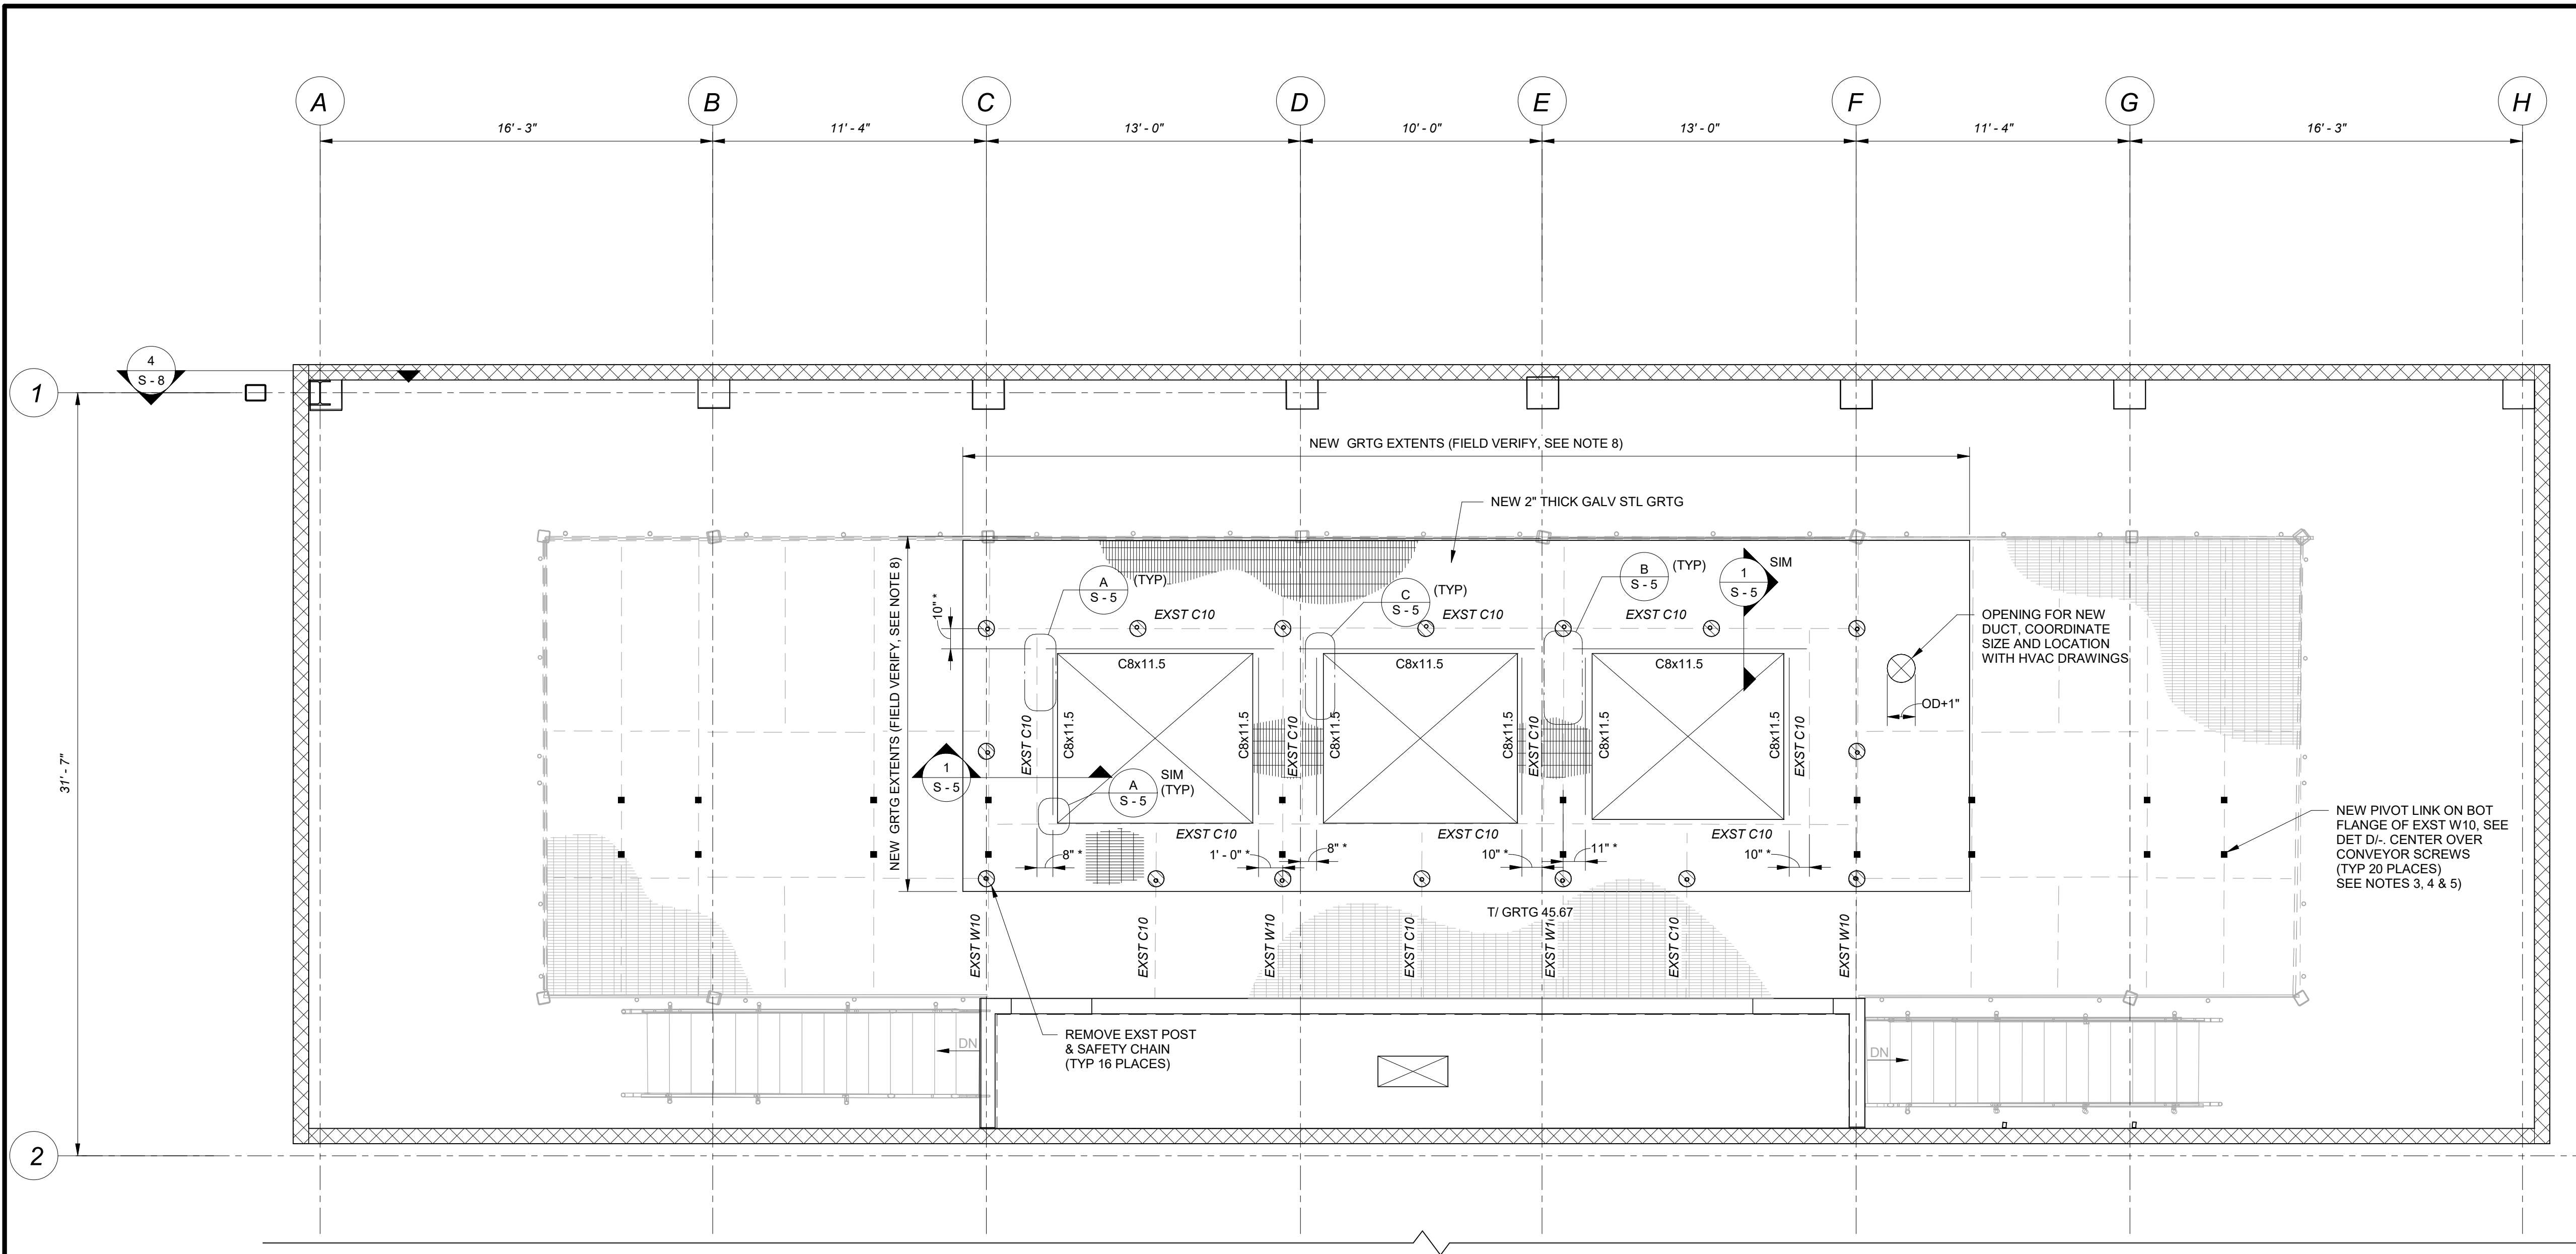 A
B
C
D
E
F
G
H
16' - 3"
11' - 4"
13' - 0"
10' - 0"
13' - 0"
11' - 4"
16' - 3"
4
S - 8
1
NEW GRTG EXTENTS (FIELD VERIFY, SEE NOTE 8)
NEW 2" THICK GALV STL GRTG
NEW GRTG EXTENTS (FIELD VERIFY, SEE NOTE 8)
10" *
A
S - 5
(TYP)
EXST C10
C
S - 5
(TYP)
EXST C10
B
S - 5
(TYP)
EXST C10
1
S - 5
SIM
OPENING FOR NEW
DUCT, COORDINATE
SIZE AND LOCATION
WITH HVAC DRAWINGS
OD+1"
C8x11.5
C8x11.5
C8x11.5
EXST C10
C8x11.5
C8x11.5
EXST C10
C8x11.5
C8x11.5
EXST C10
C8x11.5
C8x11.5
EXST C10
1
S - 5
A
S - 5
SIM
(TYP)
31' - 7"
EXST C10
EXST C10
EXST C10
8" *
1' - 0" *
8" *
10" *
11" *
10" *
NEW PIVOT LINK ON BOT
FLANGE OF EXST W10, SEE
DET D/-. CENTER OVER
CONVEYOR SCREWS
(TYP 20 PLACES)
SEE NOTES 3, 4 & 5)
T/ GRTG 45.67
EXST W10
EXST C10
EXST W10
EXST C10
EXST W10
EXST C10
EXST W10
REMOVE EXST POST
& SAFETY CHAIN
(TYP 16 PLACES)
DN
DN
2